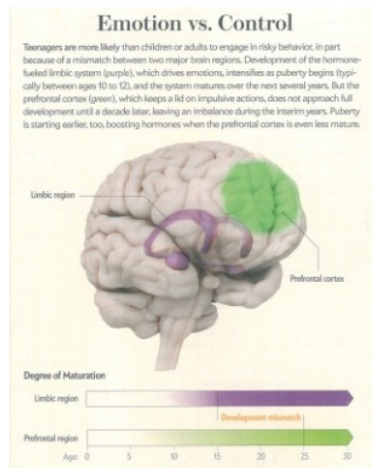 Emotion vs. Control
Teenagers are more likely than children or adults to engage in risky behavior, in part
because of a mismatch between two major brain regions. Development of the hormone-
fueled limbic system (purple), which drives emotions, intensifies as puberty begins (typi-
cally between ages 10 to 12), and the system matures over the next several years. But the
prefrontal cortex (green), which keeps a lid on impulsive actions, does not approach full
development until a decade later, leaving an imbalance during the interim years. Puberty
is starting earlier, too, boosting hormones when the prefrontal cortex is even less mature.
Limbic region
Prefrontal cortex
Degree of Maturation
Limbic region
Development mismatch
Prefrontal region
Age: 0 5 10 15 20 25 30